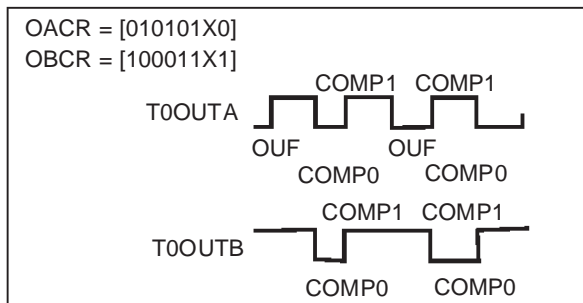 OACR = [010101X0]
OBCR = [100011X1]
COMP1 COMP1
T0OUTA
OUF OUF
COMP0 COMP0
COMP1 COMP1
T0OUTB
COMP0 COMP0